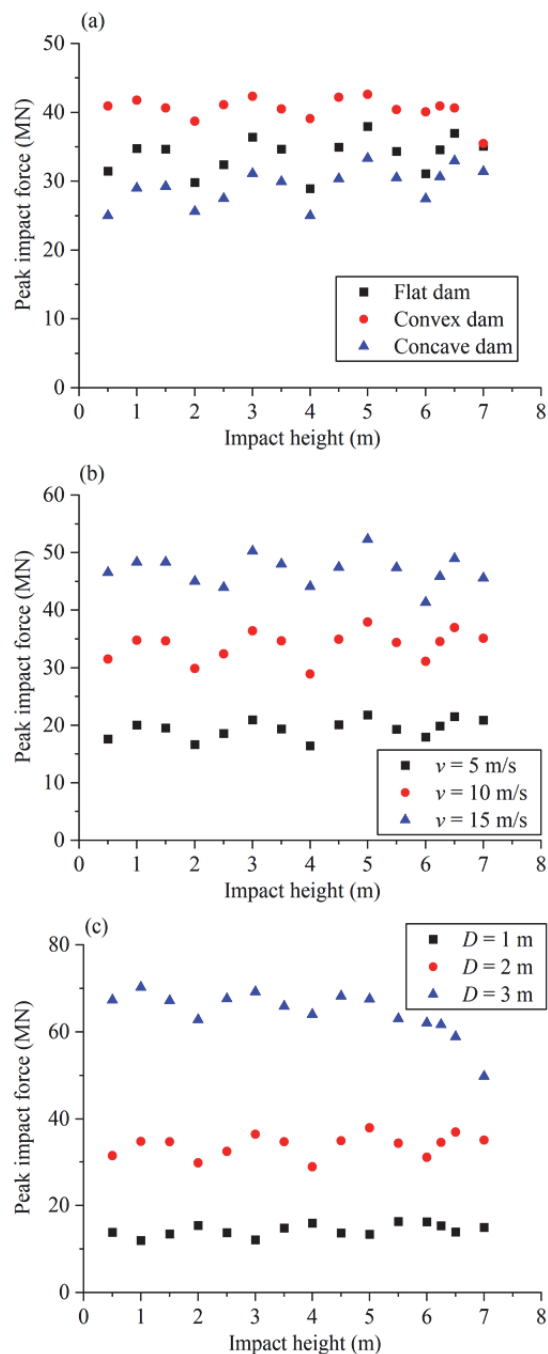 (a)
50
40
30
20
10
0
Peak impact force (MN)
Flat dam
Convex dam
Concave dam
0 1 2 3 4 5 6 7 8
Impact height (m)
(b)
60
50
40
30
20
10
0
Peak impact force (MN)
v = 5 m/s
v = 10 m/s
v = 15 m/s
0 1 2 3 4 5 6 7 8
Impact height (m)
(c)
80
60
40
20
0
Peak impact force (MN)
D = 1 m
D = 2 m
D = 3 m
0 1 2 3 4 5 6 7 8
Impact height (m)